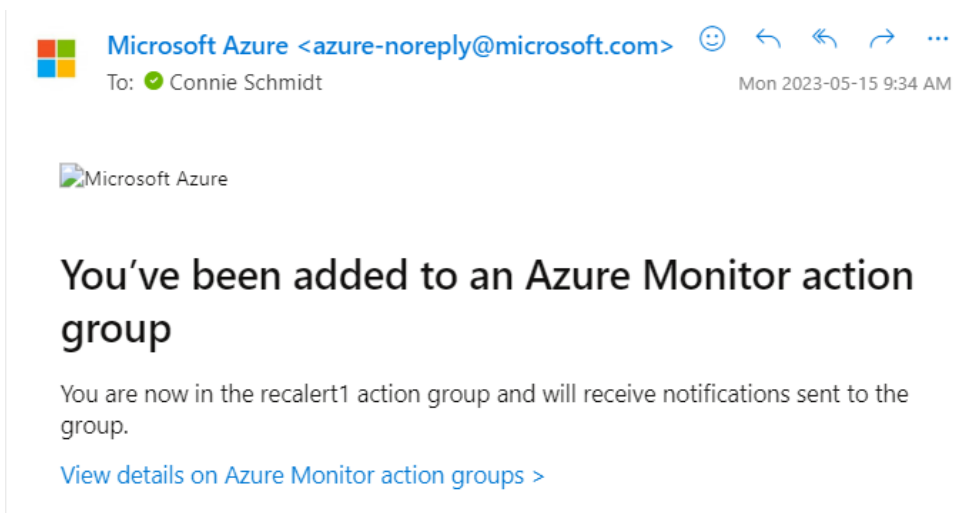 Microsoft Azure <azure-noreply@microsoft.com>
To: Connie Schmidt
Mon 2023-05-15 9:34 AM
Microsoft Azure
You’ve been added to an Azure Monitor action
group
You are now in the recalert1 action group and will receive notifications sent to the
group.
View details on Azure Monitor action groups >